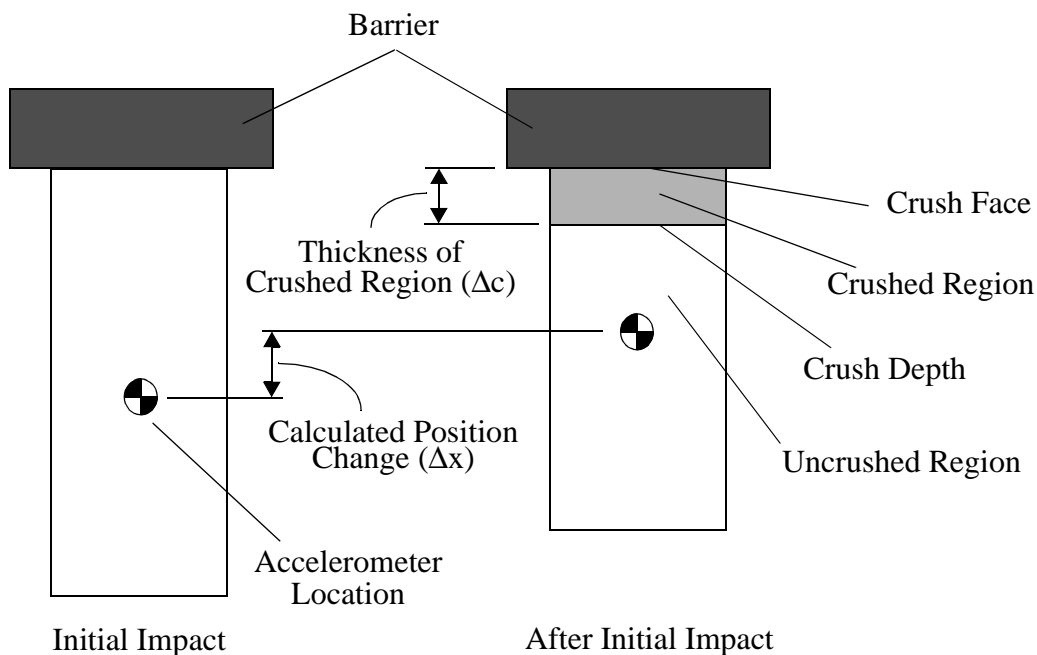 Barrier
Crush Face
Thickness of
Crushed Region (Δc)
Crushed Region
Crush Depth
Calculated Position
Change (Δx)
Uncrushed Region
Accelerometer
Location
Initial Impact
After Initial Impact